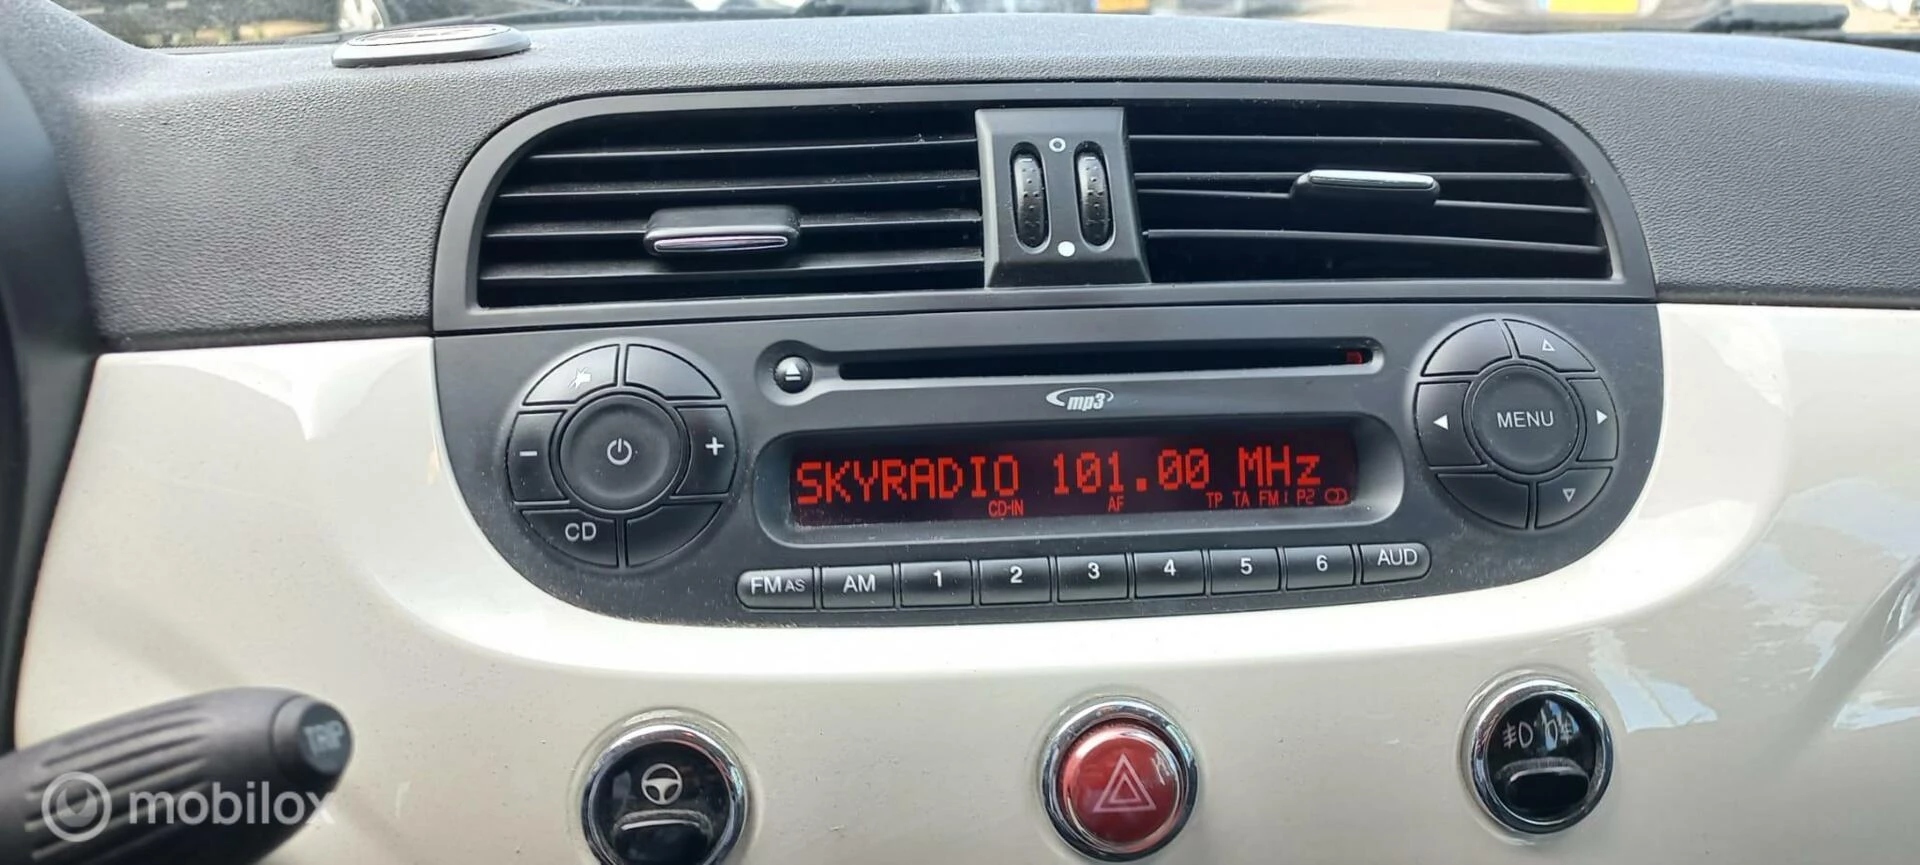 mp3
MENU
SKYRADIO 101.00 MHz
CD-IN AF TP TA FM1 P2
CD
FM AS AM 1 2 3 4 5 6 AUD
TRIP
mobilox